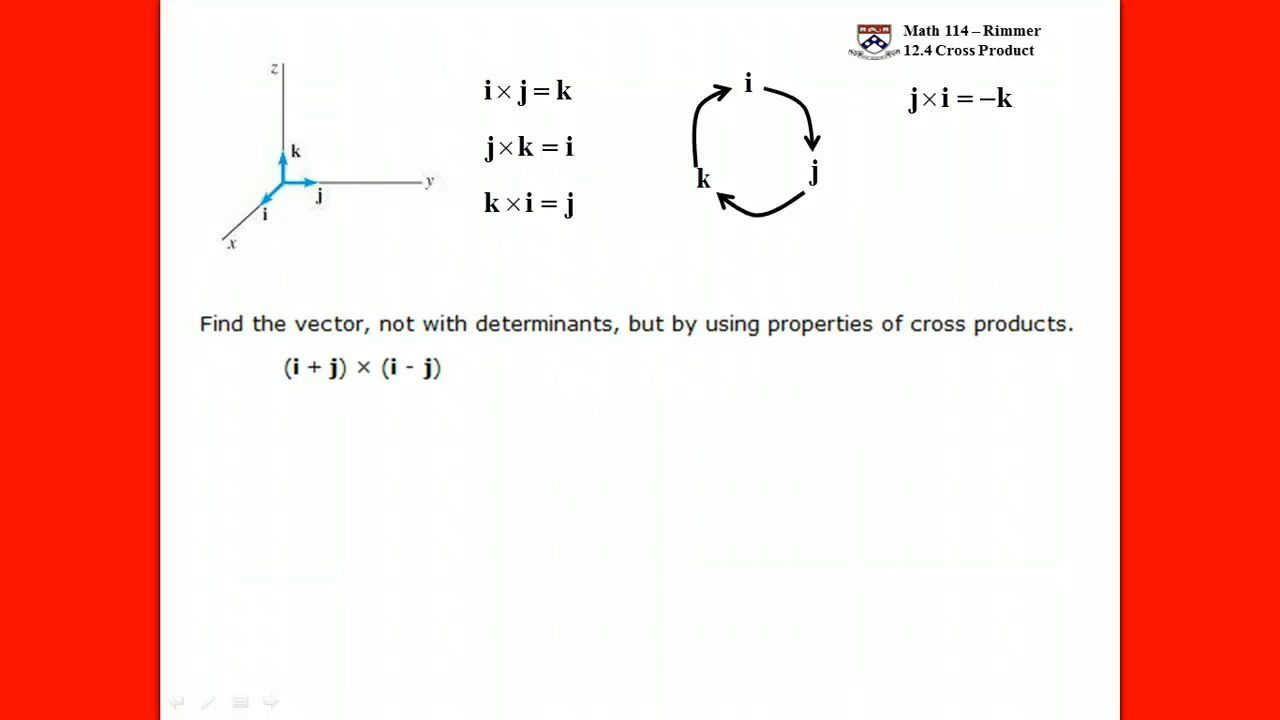 Math 114 – Rimmer
12.4 Cross Product
z
k
j
y
i
x
i × j = k
j × k = i
k × i = j
i
j
k
j × i = −k
Find the vector, not with determinants, but by using properties of cross products.
(i + j) × (i - j)